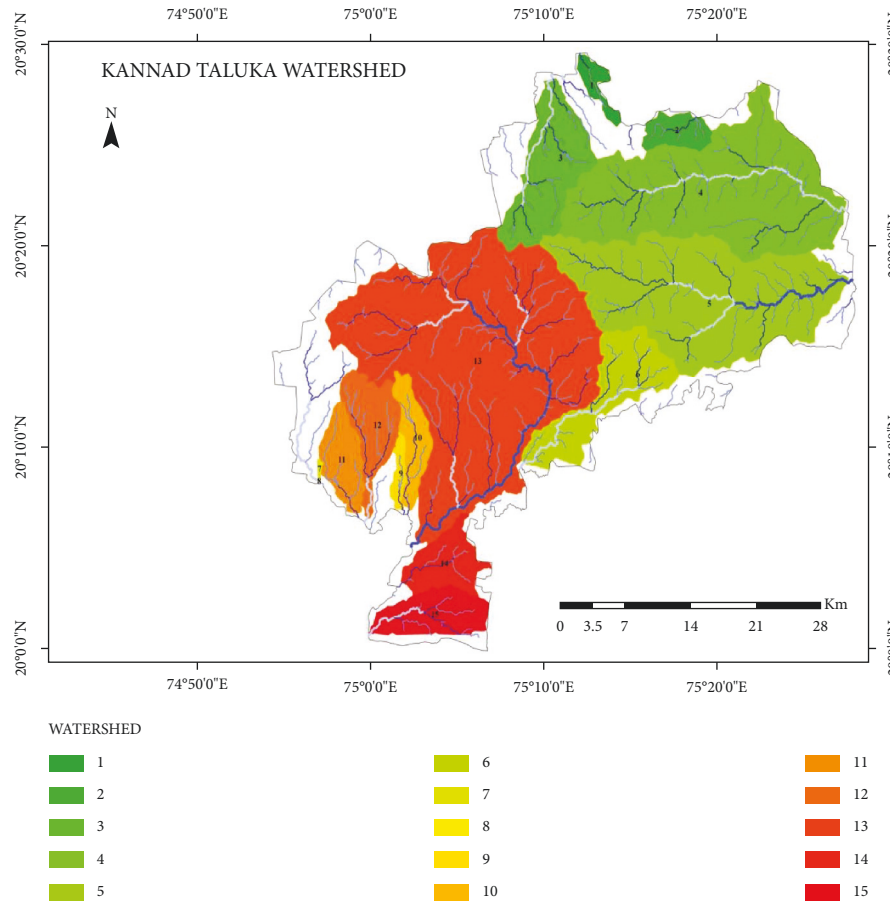 74°50'0"E 75°0'0"E 75°10'0"E 75°20'0"E
20°30'0"N
KANNAD TALUKA WATERSHED
N
1
2
3
4
20°20'0"N
5
13
6
12
10
20°10'0"N
11
9
7
8
14
Km
0 3.5 7 14 21 28
20°0'0"N
74°50'0"E 75°0'0"E 75°10'0"E 75°20'0"E
WATERSHED
1 6 11
2 7 12
3 8 13
4 9 14
5 10 15